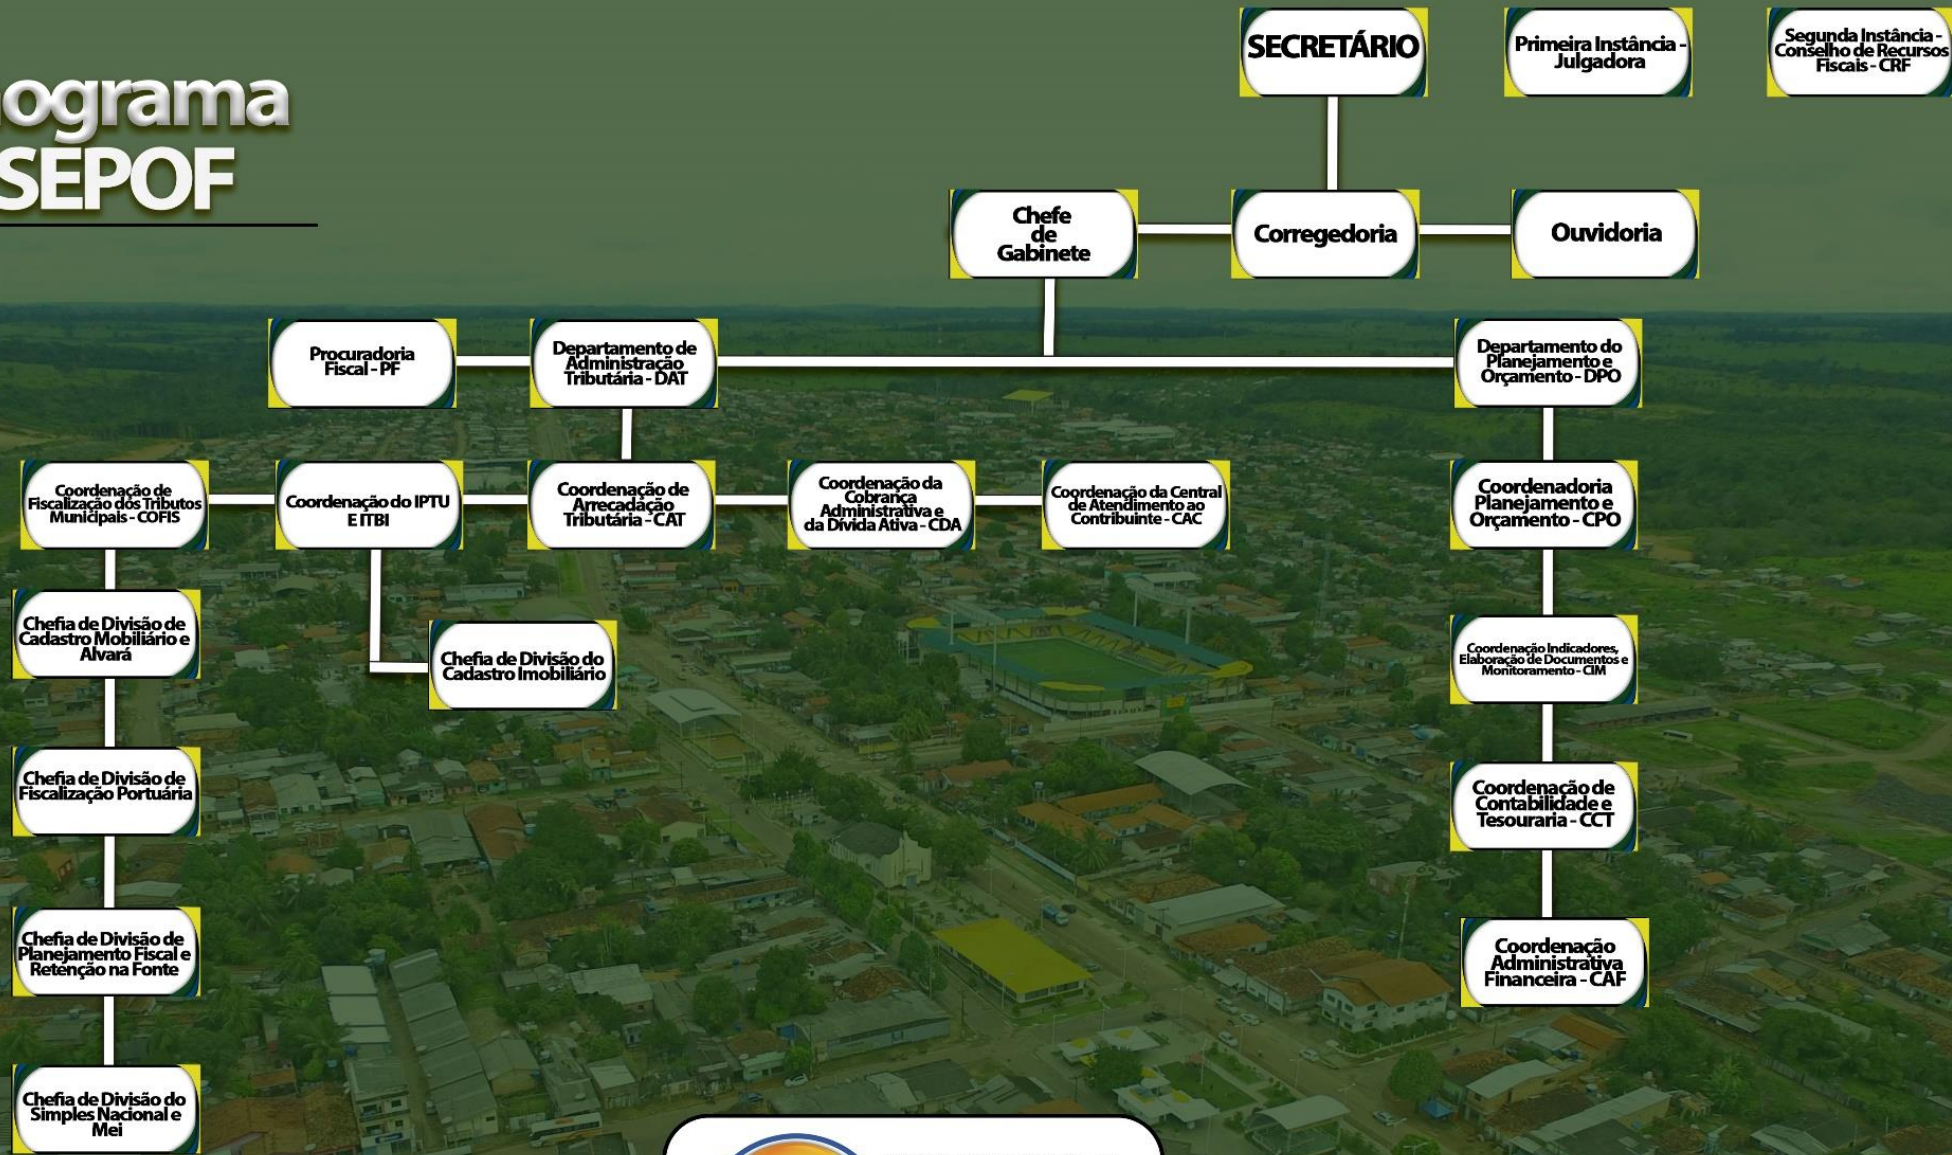 ograma
SEPOF
SECRETÁRIO
Primeira Instância -
Julgadora
Segunda Instância -
Conselho de Recursos
Fiscais - CRF
Chefe
de
Gabinete
Corregedoria
Ouvidoria
Procuradoria
Fiscal - PF
Departamento de
Administração
Tributária - DAT
Departamento do
Planejamento e
Orçamento - DPO
Coordenação de
Fiscalização dos Tributos
Municipais - COFIS
Coordenação do IPTU
E ITBI
Coordenação de
Arrecadação
Tributária - CAT
Coordenação da
Cobrança
Administrativa e
da Dívida Ativa - CDA
Coordenação da Central
de Atendimento ao
Contribuinte - CAC
Coordenadoria
Planejamento e
Orçamento - CPO
Chefia de Divisão de
Cadastro Mobiliário e
Alvará
Chefia de Divisão do
Cadastro Imobiliário
Coordenação Indicadores,
Elaboração de Documentos e
Monitoramento - CIM
Chefia de Divisão de
Fiscalização Portuária
Coordenação de
Contabilidade e
Tesouraria - CCT
Chefia de Divisão de
Planejamento Fiscal e
Retenção na Fonte
Coordenação
Administrativa
Financeira - CAF
Chefia de Divisão do
Simples Nacional e
Mei